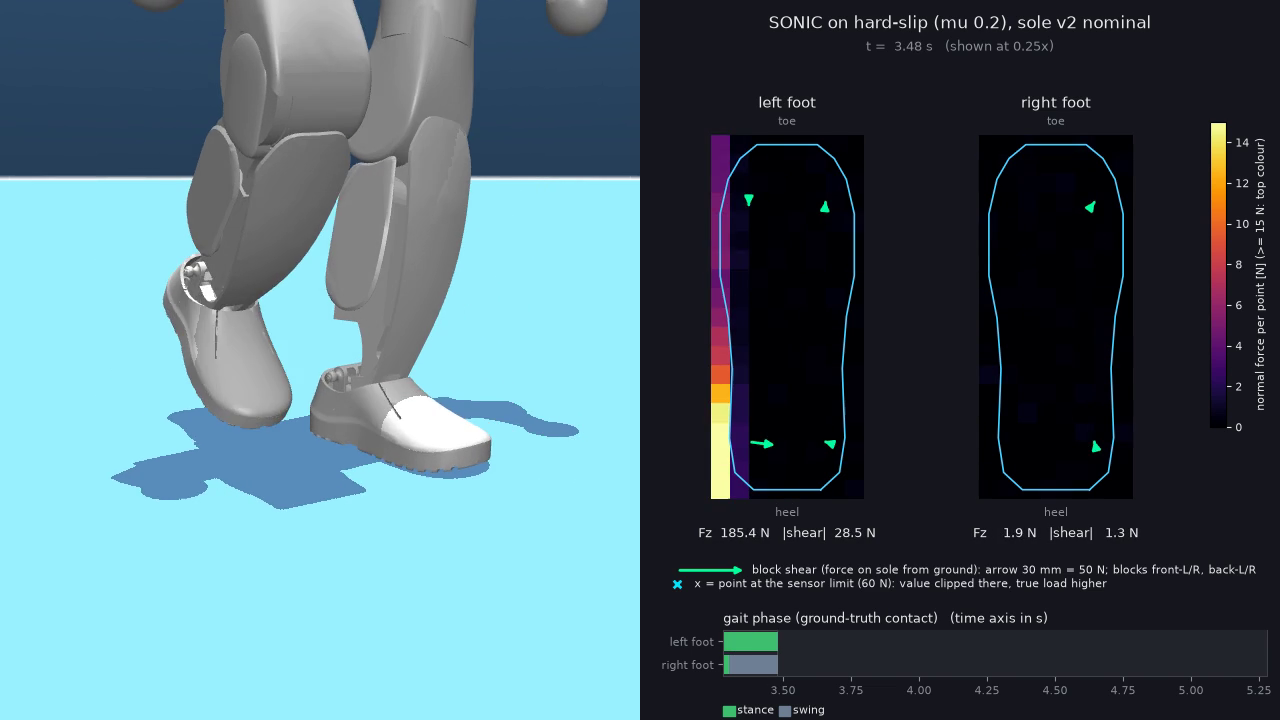 SONIC on hard-slip (mu 0.2), sole v2 nominal
t =  3.48 s   (shown at 0.25x)
left foot
right foot
toe
toe
14
12
10
8
6
4
2
0
normal force per point [N] (>= 15 N: top colour)
heel
heel
Fz  185.4 N   |shear|  28.5 N
Fz    1.9 N   |shear|   1.3 N
block shear (force on sole from ground): arrow 30 mm = 50 N; blocks front-L/R, back-L/R
x = point at the sensor limit (60 N): value clipped there, true load higher
gait phase (ground-truth contact)   (time axis in s)
left foot
right foot
3.50
3.75
4.00
4.25
4.50
4.75
5.00
5.25
stance
swing